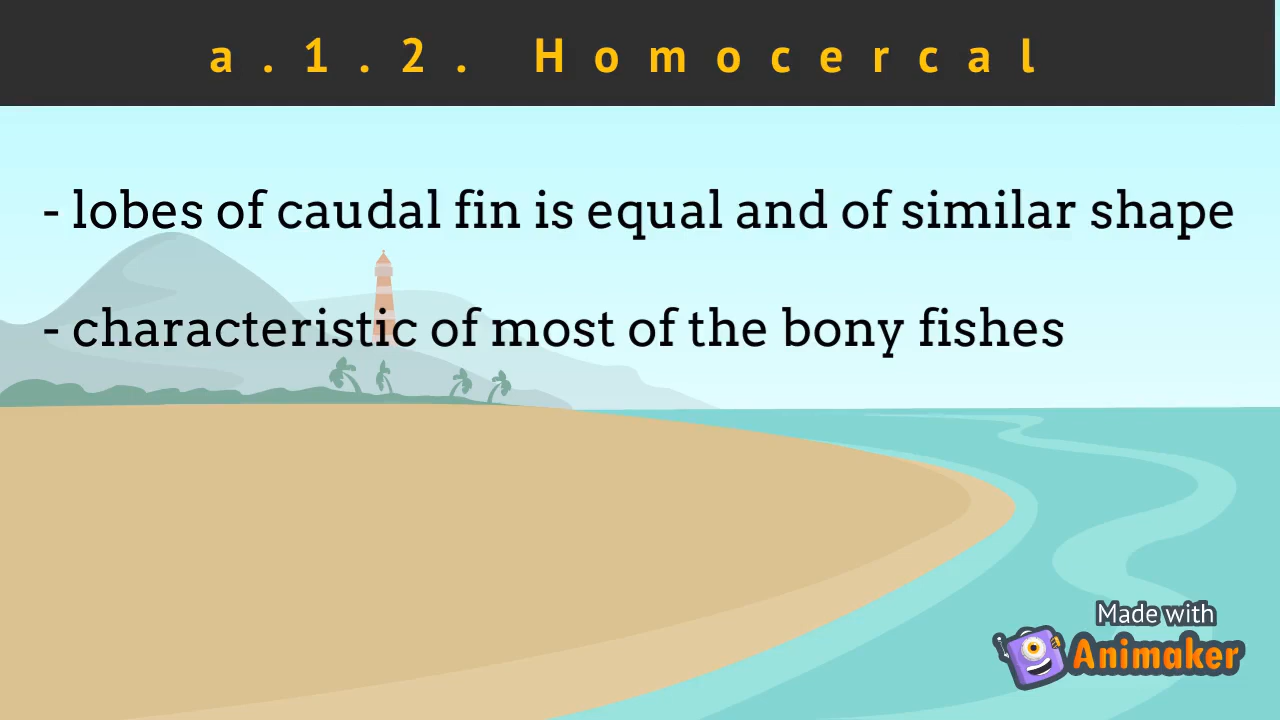 a.1.2. Homocercal
- lobes of caudal fin is equal and of similar shape
- characteristic of most of the bony fishes
Made with
Animaker